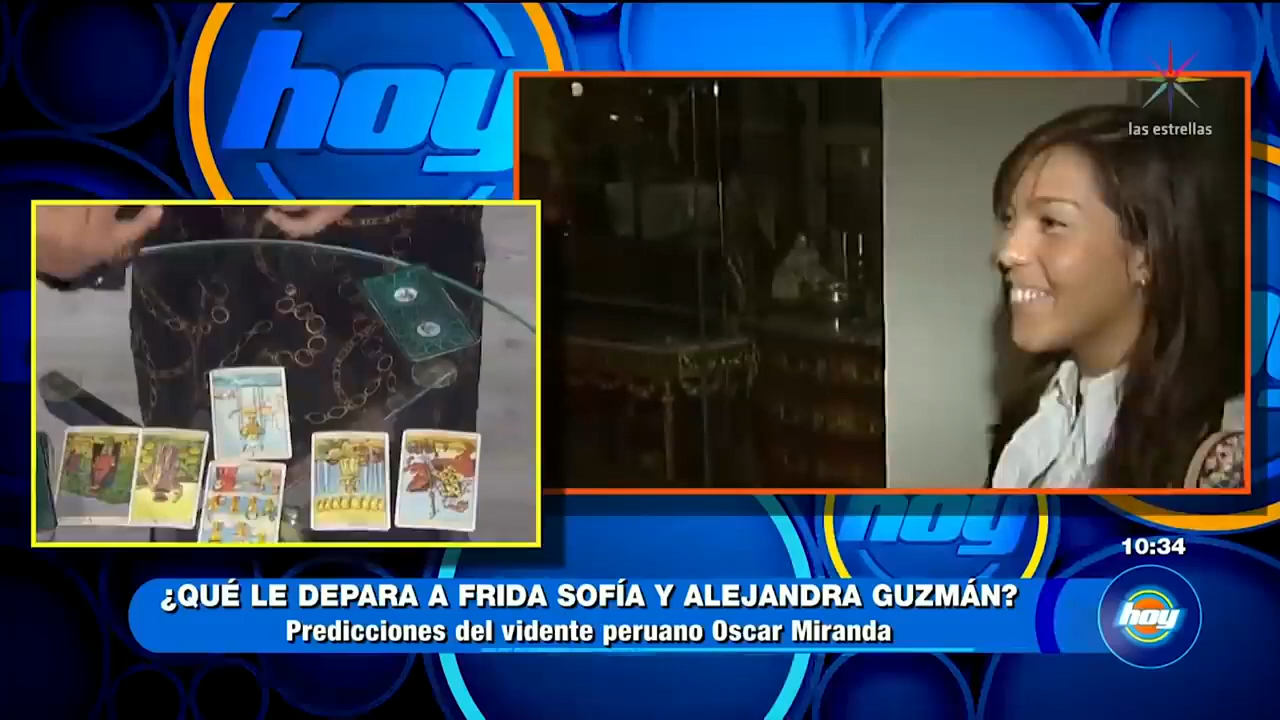 hoy
las estrellas
hoy
10:34
¿QUÉ LE DEPARA A FRIDA SOFÍA Y ALEJANDRA GUZMÁN?
Predicciones del vidente peruano Oscar Miranda
hoy